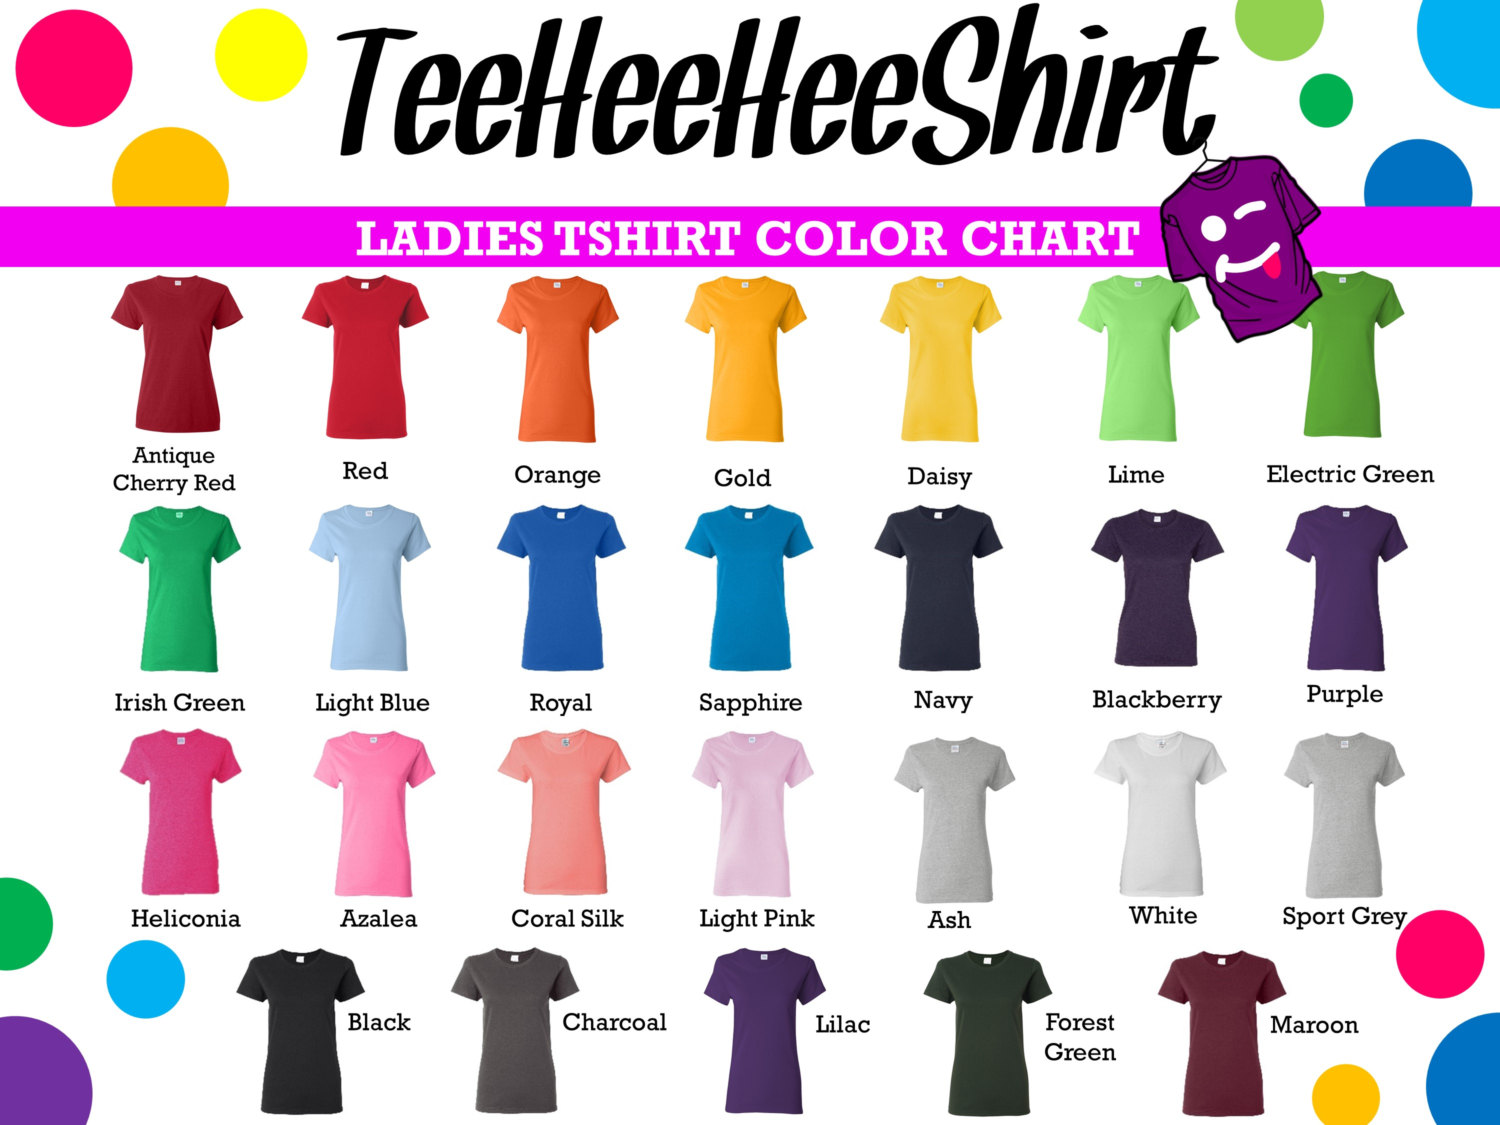 TeeHeeHeeShirt
LADIES TSHIRT COLOR CHART
Antique
Cherry Red
Red
Orange
Gold
Daisy
Lime
Electric Green
Irish Green
Light Blue
Royal
Sapphire
Navy
Blackberry
Purple
Heliconia
Azalea
Coral Silk
Light Pink
Ash
White
Sport Grey
Black
Charcoal
Lilac
Forest
Green
Maroon